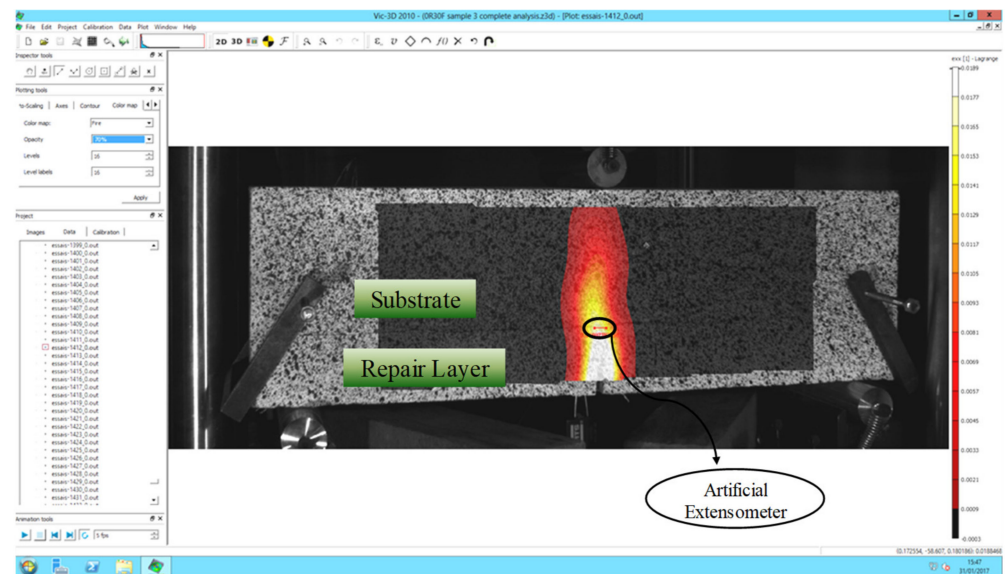 Vic-3D 2010 - (0R30F sample 3 complete analysis.z3d) - [Plot: essais-1412_0.out]
File Edit Project Calibration Data Plot Window Help
2D 3D
Inspector tools
Plotting tools
to-Scaling Axes Contour Color map
Color map: Fire
Opacity 70%
Levels 16
Level labels 16
Apply
Project
Images Data Calibration
essais-1399_0.out
essais-1400_0.out
essais-1401_0.out
essais-1402_0.out
essais-1403_0.out
essais-1404_0.out
essais-1405_0.out
essais-1406_0.out
essais-1407_0.out
essais-1408_0.out
essais-1409_0.out
essais-1410_0.out
essais-1411_0.out
essais-1412_0.out
essais-1413_0.out
essais-1414_0.out
essais-1415_0.out
essais-1416_0.out
essais-1417_0.out
essais-1418_0.out
essais-1419_0.out
essais-1420_0.out
essais-1421_0.out
essais-1422_0.out
essais-1423_0.out
essais-1424_0.out
essais-1425_0.out
essais-1426_0.out
essais-1427_0.out
essais-1428_0.out
essais-1429_0.out
essais-1430_0.out
essais-1431_0.out
Animation tools
5 fps
Substrate
Repair Layer
Artificial
Extensometer
exx [1] - Lagrange
0.0189
0.0177
0.0165
0.0153
0.0141
0.0129
0.0117
0.0105
0.0093
0.0081
0.0069
0.0057
0.0045
0.0033
0.0021
0.0009
-0.0003
(0.172554, -58.607, 0.180186): 0.0188468
15:47
31/01/2017